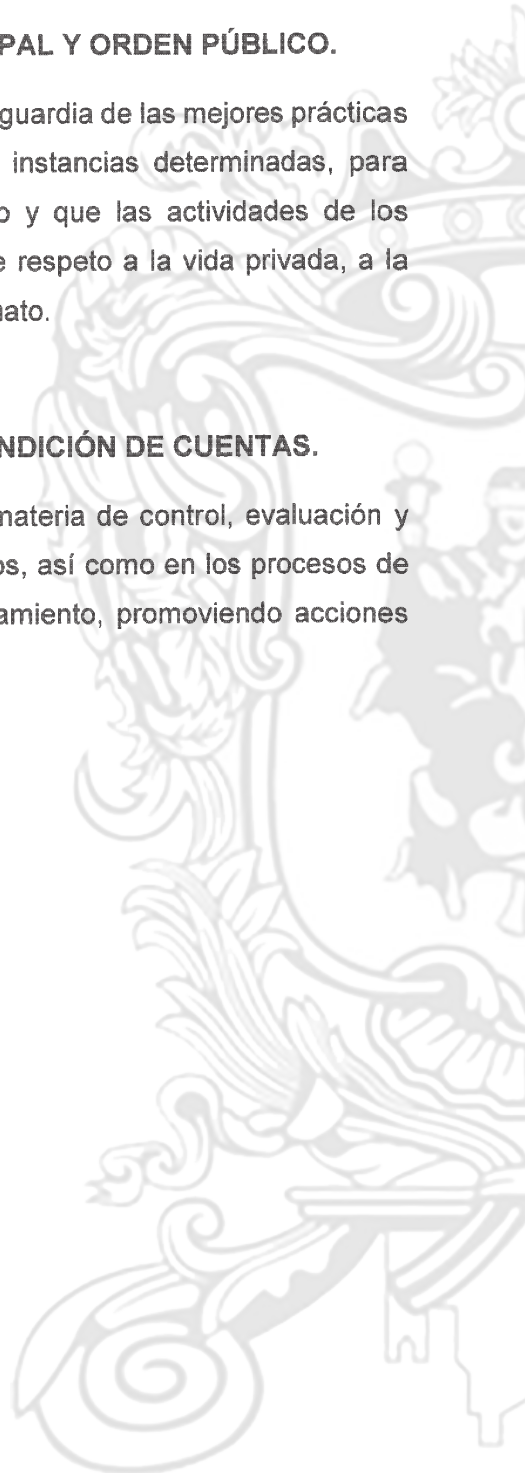 PAL Y ORDEN PÚBLICO.
guardia de las mejores prácticas
instancias determinadas, para
o y que las actividades de los
e respeto a la vida privada, a la
nato.
NDICIÓN DE CUENTAS.
materia de control, evaluación y
os, así como en los procesos de
amiento, promoviendo acciones